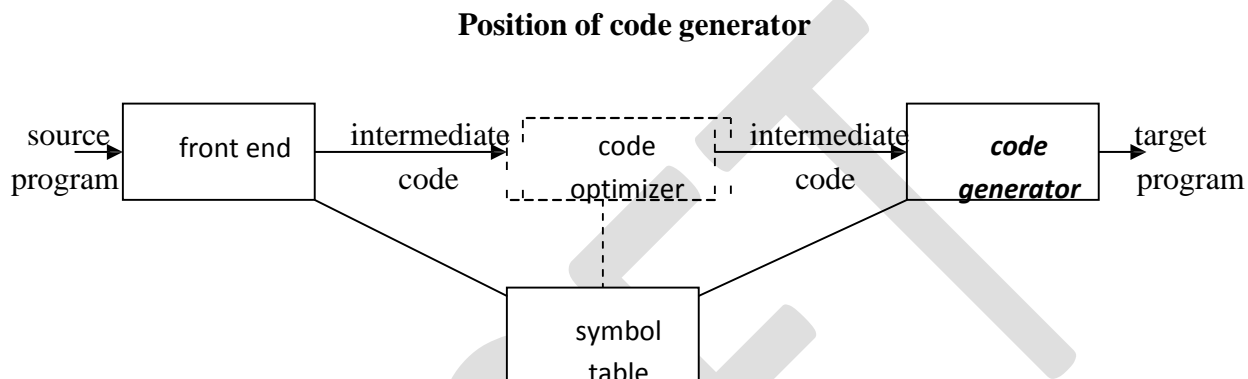 Position of code generator
source
program
front end
intermediate
code
code
optimizer
intermediate
code
code
generator
target
program
symbol
table